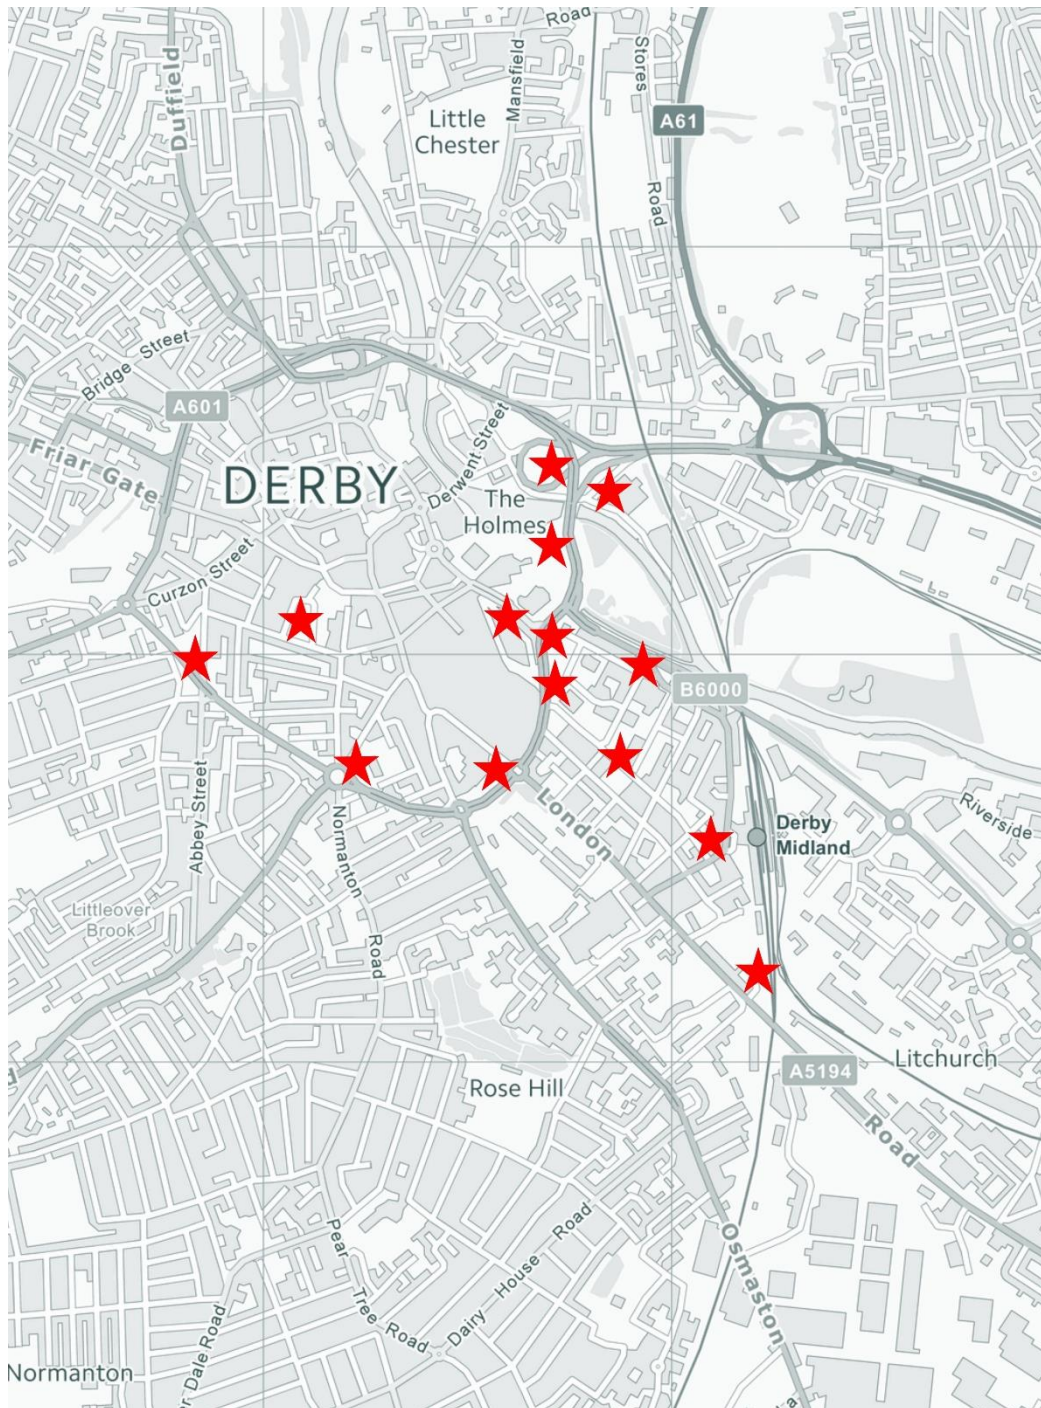 Road
Duffield
Mansfield
Stores
Little
Chester
A61
Road
Bridge Street
A601
Friar Gate
DERBY
Derwent Street
The
Holmes
Curzon Street
B6000
Abbey Street
Normanton
Road
London
Derby
Midland
Riverside
Littleover
Brook
Litchurch
A5194
Rose Hill
Road
Osmaston
Pear
Tree Road
Dairy House Road
Dale Road
Normanton